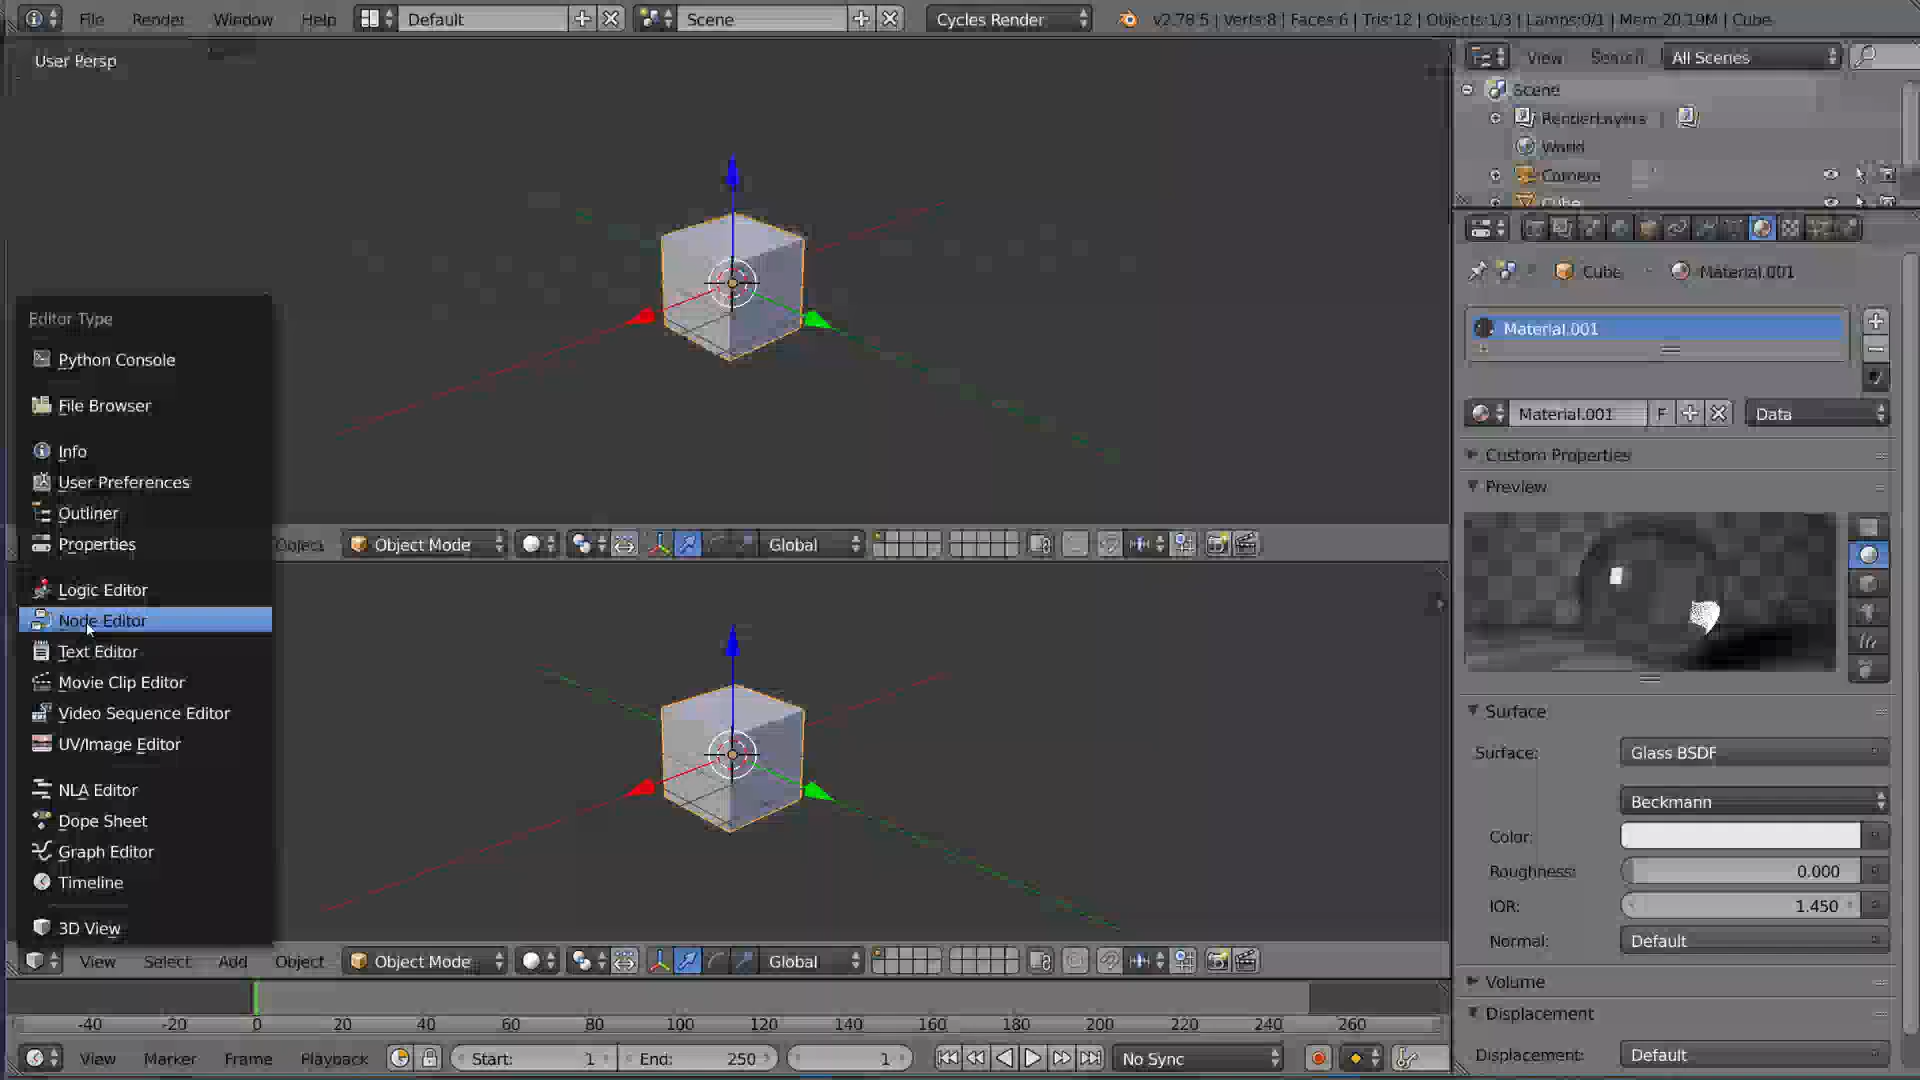 File Render Window Help Default Scene Cycles Render v2.78.5 | Verts:8 | Faces:6 | Tris:12 | Objects:1/3 | Lamps:0/1 | Mem:20.19M | Cube
User Persp
View Search All Scenes
Scene
RenderLayers
World
Camera
Cube
Cube Material.001
Material.001
Material.001 F Data
Custom Properties
Preview
Surface
Surface: Glass BSDF
Beckmann
Color:
Roughness: 0.000
IOR: 1.450
Normal: Default
Volume
Displacement
Displacement: Default
Editor Type
Python Console
File Browser
Info
User Preferences
Outliner
Properties
Logic Editor
Node Editor
Text Editor
Movie Clip Editor
Video Sequence Editor
UV/Image Editor
NLA Editor
Dope Sheet
Graph Editor
Timeline
3D View
Object Object Mode Global
View Select Add Object Object Mode Global
-40 -20 0 20 40 60 80 100 120 140 160 180 200 220 240 260
View Marker Frame Playback Start: 1 End: 250 1 No Sync